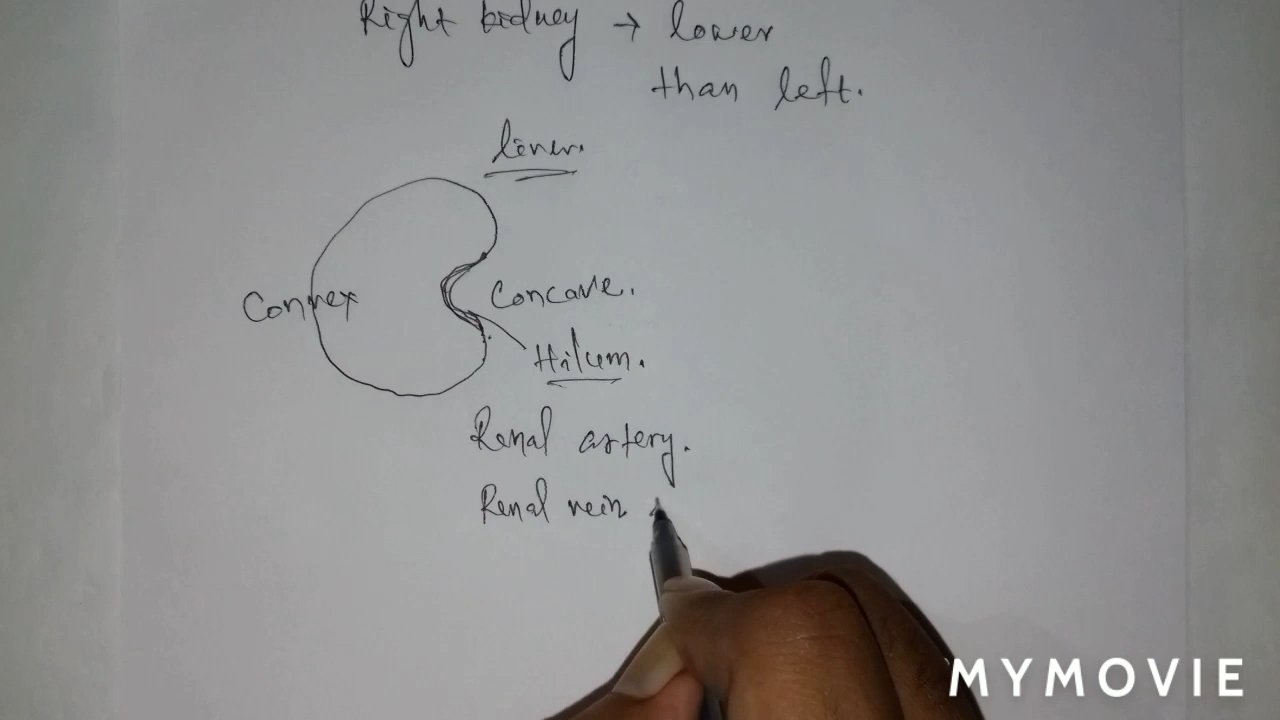 Right kidney → lower
than left.
liver.
Convex
Concave.
Hilum.
Renal artery.
Renal vein
MYMOVIE